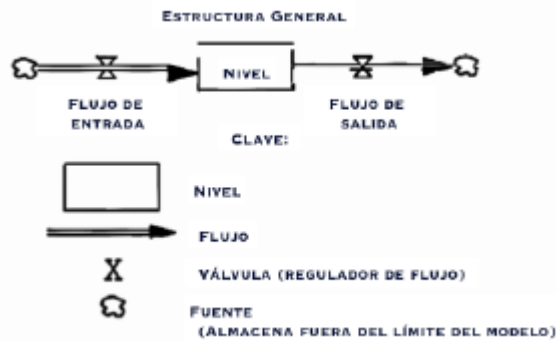 ESTRUCTURA GENERAL
NIVEL
FLUJO DE
ENTRADA
FLUJO DE
SALIDA
CLAVE:
NIVEL
FLUJO
X VÁLVULA (REGULADOR DE FLUJO)
FUENTE
(ALMACENA FUERA DEL LÍMITE DEL MODELO)